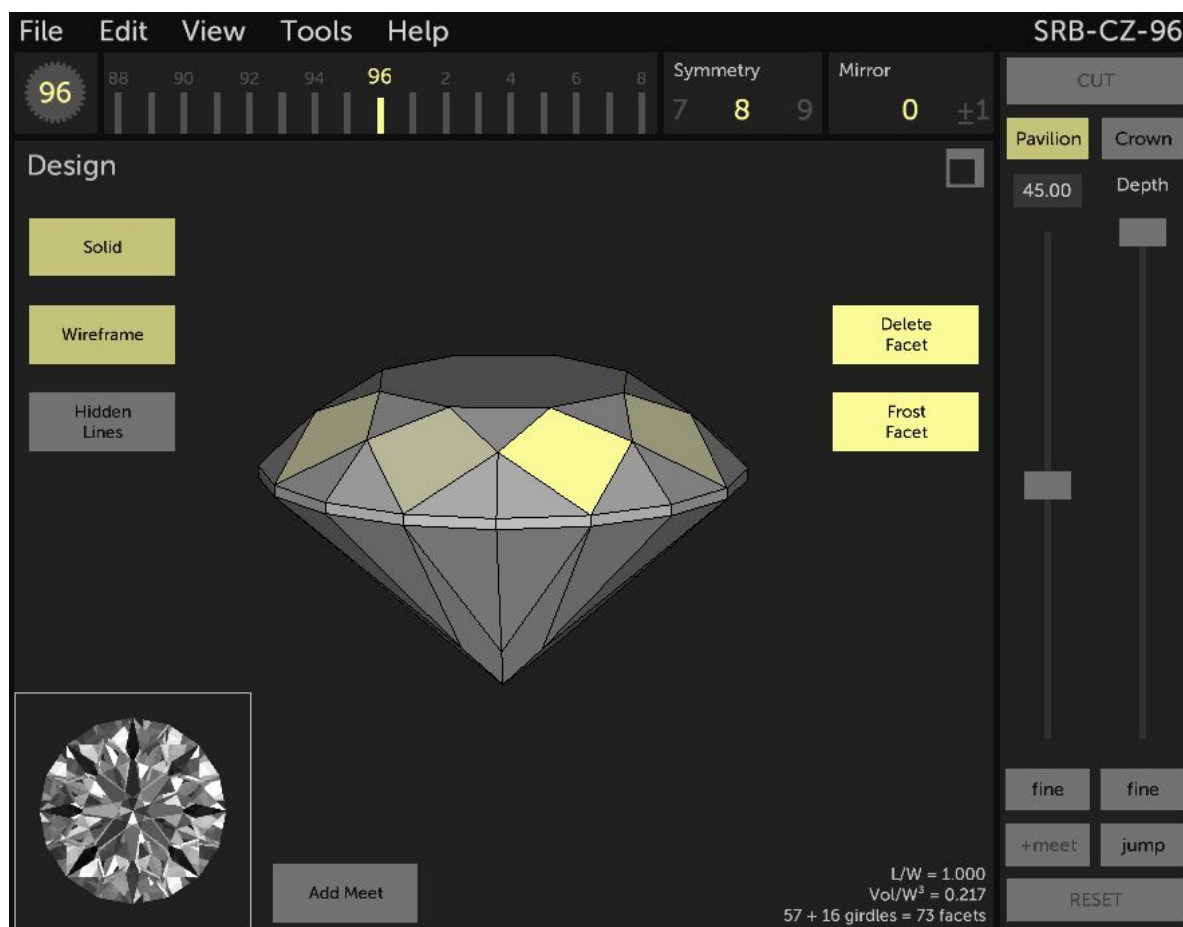 File Edit View Tools Help SRB-CZ-96
96 88 90 92 94 96 2 4 6 8
Symmetry
7 8 9
Mirror
0 ±1
CUT
Pavilion Crown
45.00 Depth
Design
Solid
Wireframe
Hidden
Lines
Delete
Facet
Frost
Facet
fine fine
+meet jump
RESET
Add Meet
L/W = 1.000
Vol/W³ = 0.217
57 + 16 girdles = 73 facets